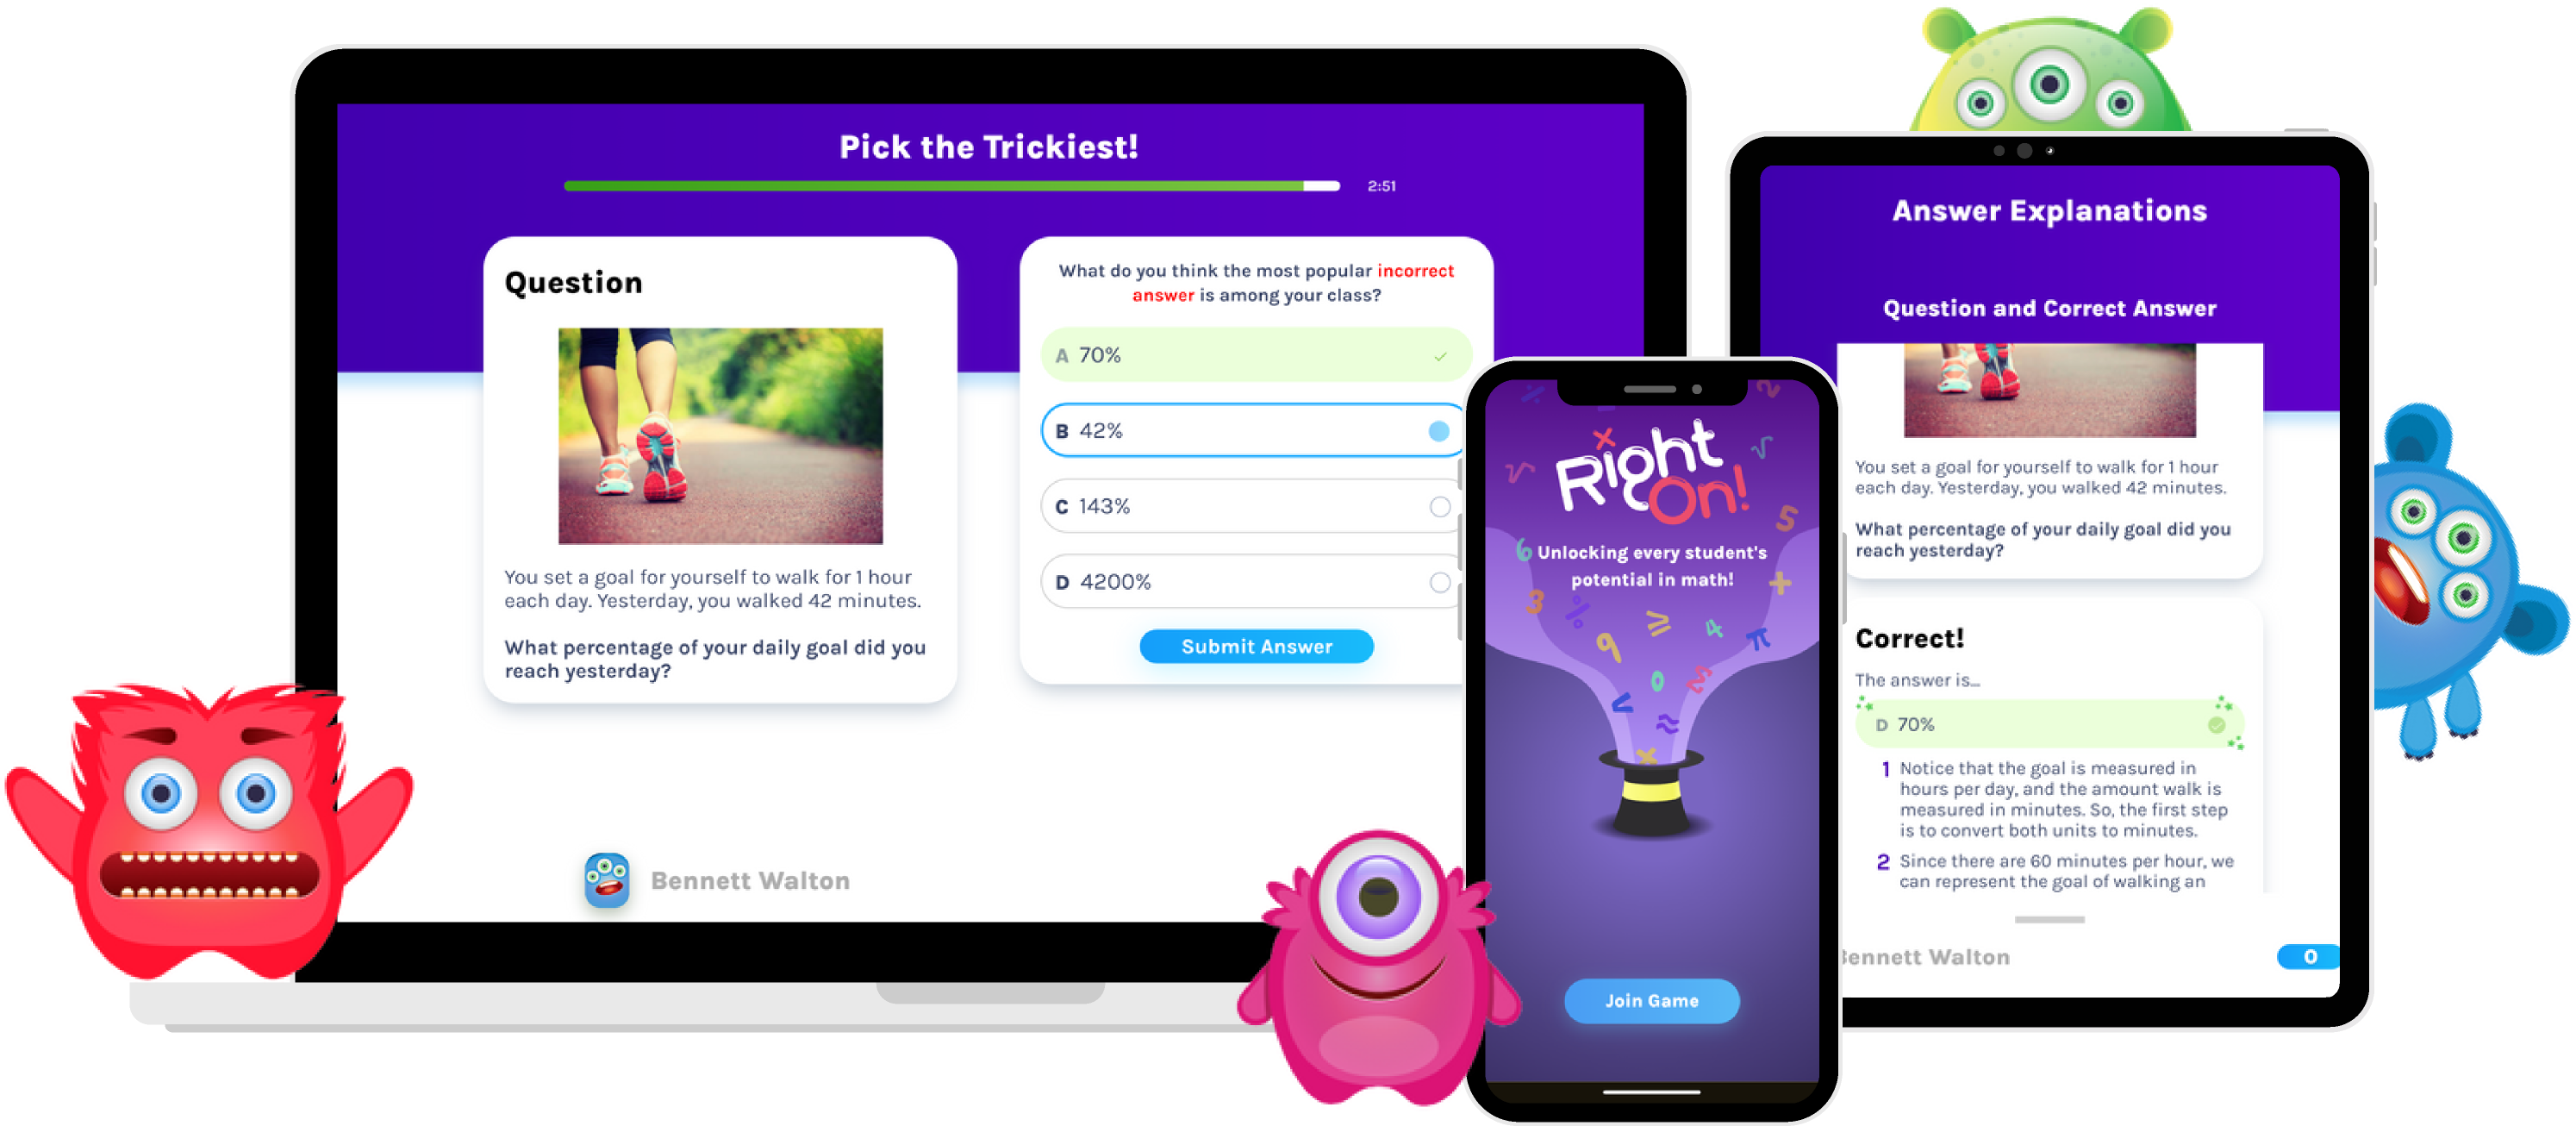 Pick the Trickiest!
2:51
Question
You set a goal for yourself to walk for 1 hour
each day. Yesterday, you walked 42 minutes.
What percentage of your daily goal did you
reach yesterday?
What do you think the most popular incorrect
answer is among your class?
A 70%
B 42%
C 143%
D 4200%
Submit Answer
Bennett Walton
Right
On!
Unlocking every student's
potential in math!
÷ 2 × √ √ 5 6 + 3 ÷ ≥ 4 9 π 0 Σ < ≈ ×
Join Game
Answer Explanations
Question and Correct Answer
You set a goal for yourself to walk for 1 hour
each day. Yesterday, you walked 42 minutes.
What percentage of your daily goal did you
reach yesterday?
Correct!
The answer is...
D 70%
1 Notice that the goal is measured in
hours per day, and the amount walk is
measured in minutes. So, the first step
is to convert both units to minutes.
2 Since there are 60 minutes per hour, we
can represent the goal of walking an
Bennett Walton
0